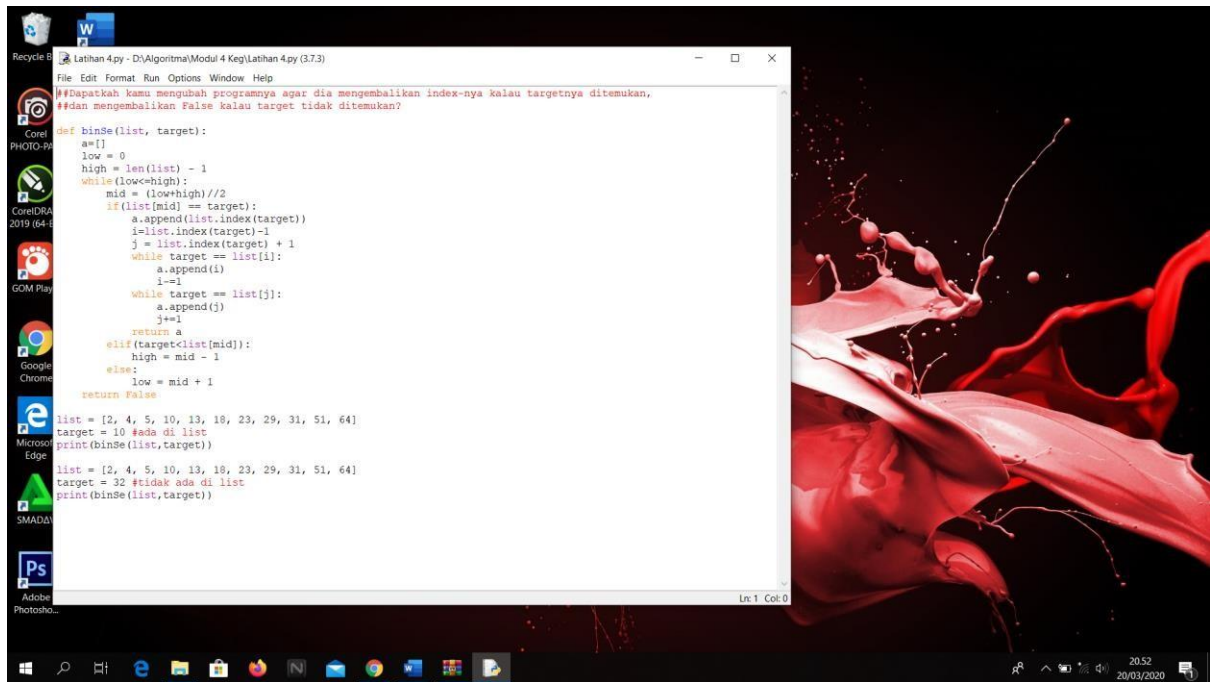 Recycle B
W
Latihan 4.py - D:\Algoritma\Modul 4 Keg\Latihan 4.py (3.7.3)
File Edit Format Run Options Window Help
##Dapatkah kamu mengubah programnya agar dia mengembalikan index-nya kalau targetnya ditemukan,
##dan mengembalikan False kalau target tidak ditemukan?
def binSe(list, target):
    a=[]
    low = 0
    high = len(list) - 1
    while(low<=high):
        mid = (low+high)//2
        if(list[mid] == target):
            a.append(list.index(target))
            i=list.index(target)-1
            j = list.index(target) + 1
            while target == list[i]:
                a.append(i)
                i-=1
            while target == list[j]:
                a.append(j)
                j+=1
            return a
        elif(target<list[mid]):
            high = mid - 1
        else:
            low = mid + 1
    return False
list = [2, 4, 5, 10, 13, 18, 23, 29, 31, 51, 64]
target = 10 #ada di list
print(binSe(list,target))
list = [2, 4, 5, 10, 13, 18, 23, 29, 31, 51, 64]
target = 32 #tidak ada di list
print(binSe(list,target))
Ln: 1 Col: 0
Corel
PHOTO-PA
CorelDRA
2019 (64-B
GOM Play
Google
Chrome
Microsof
Edge
SMADAV
Ps
Adobe
Photosho...
20.52
20/03/2020